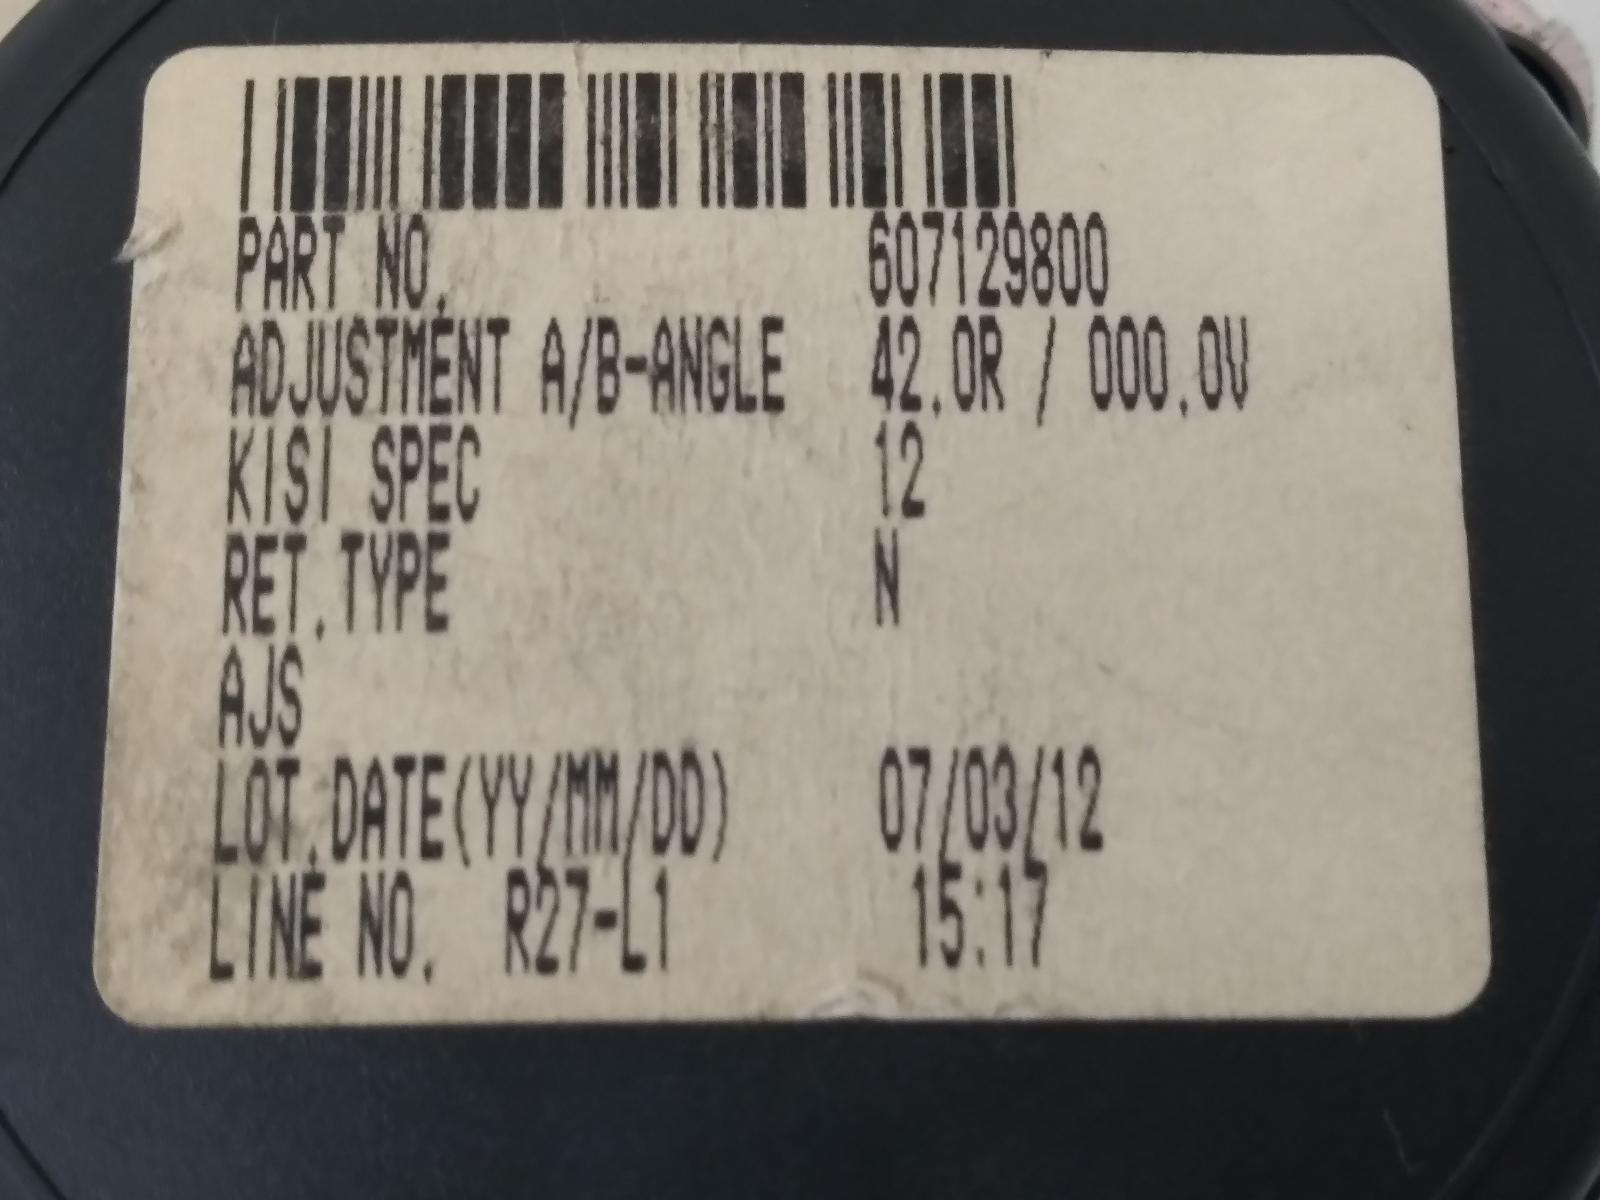 PART NO. 607129800
ADJUSTMENT A/B-ANGLE 42.0R / 000.0V
KISI SPEC 12
RET.TYPE N
AJS
LOT.DATE(YY/MM/DD) 07/03/12
LINE NO. R27-L1 15:17